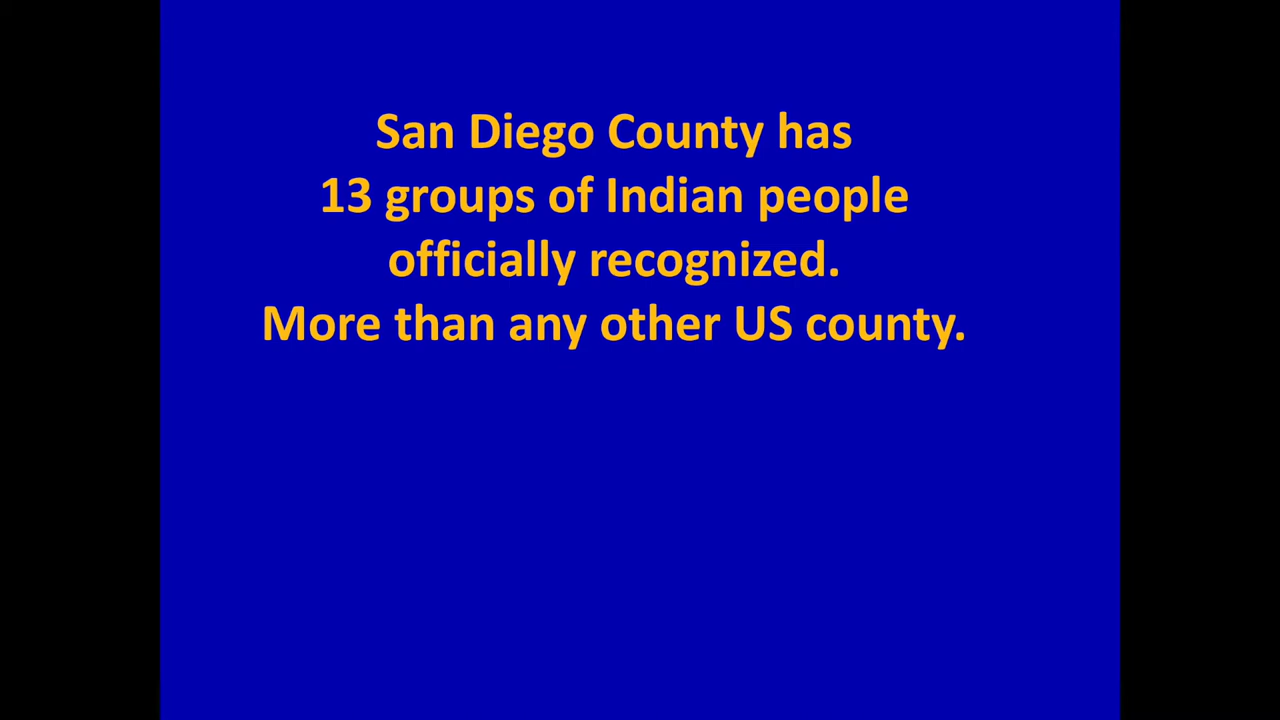 San Diego County has
13 groups of Indian people
officially recognized.
More than any other US county.